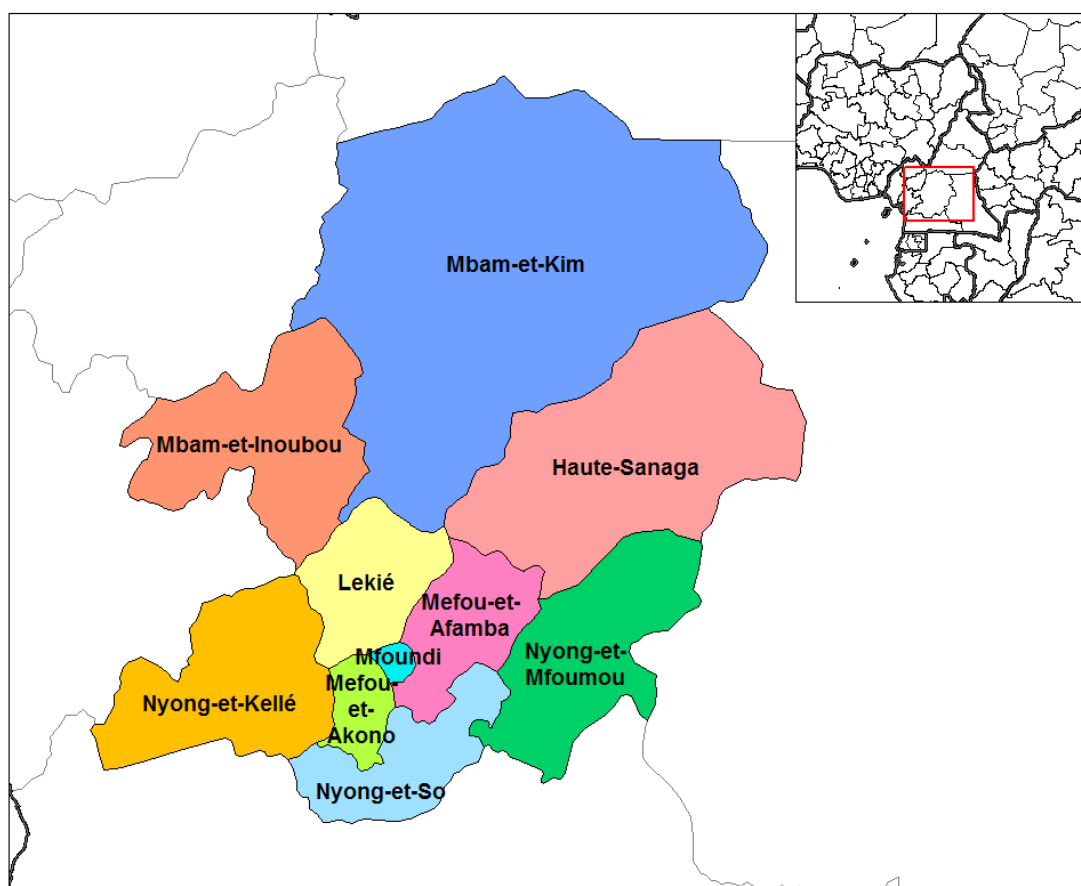 Mbam-et-Kim
Mbam-et-Inoubou
Haute-Sanaga
Lekié
Mefou-et-
Afamba
Nyong-et-
Mfoumou
Mfoundi
Mefou-
et-
Akono
Nyong-et-Kellé
Nyong-et-So